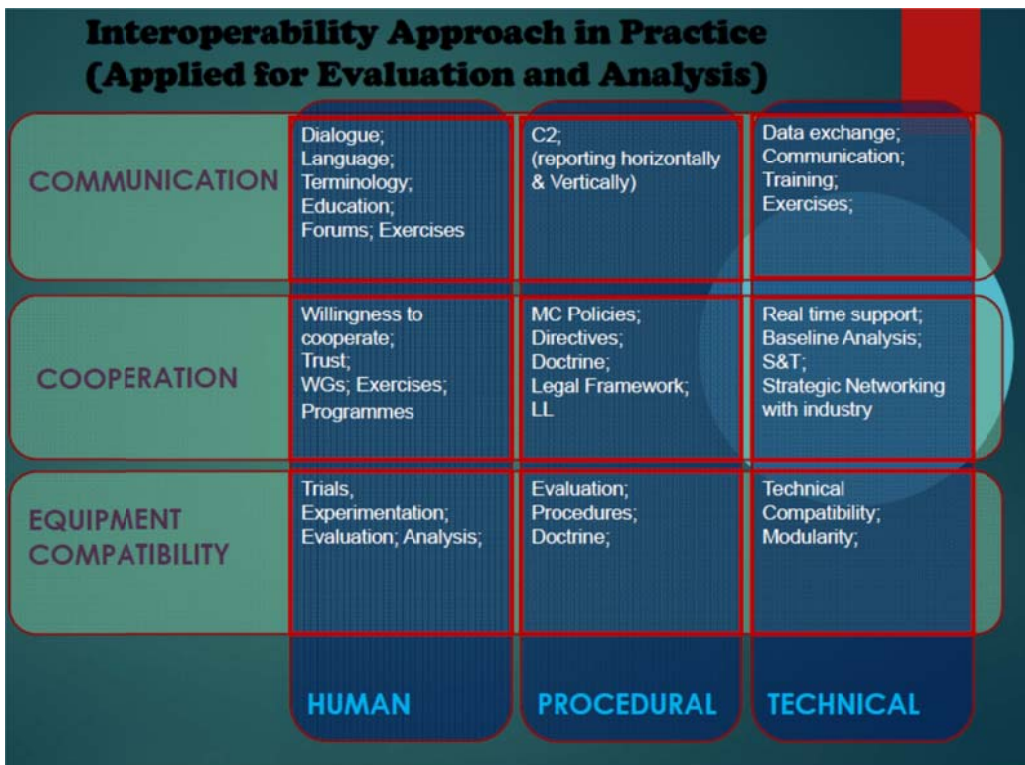 Interoperability Approach in Practice
(Applied for Evaluation and Analysis)
COMMUNICATION
Dialogue;
Language;
Terminology;
Education;
Forums; Exercises
C2;
(reporting horizontally
& Vertically)
Data exchange;
Communication;
Training;
Exercises;
COOPERATION
Willingness to
cooperate;
Trust;
WGs; Exercises;
Programmes
MC Policies;
Directives;
Doctrine;
Legal Framework;
LL
Real time support;
Baseline Analysis;
S&T;
Strategic Networking
with industry
EQUIPMENT
COMPATIBILITY
Trials,
Experimentation;
Evaluation; Analysis;
Evaluation;
Procedures;
Doctrine;
Technical
Compatibility;
Modularity;
HUMAN
PROCEDURAL
TECHNICAL